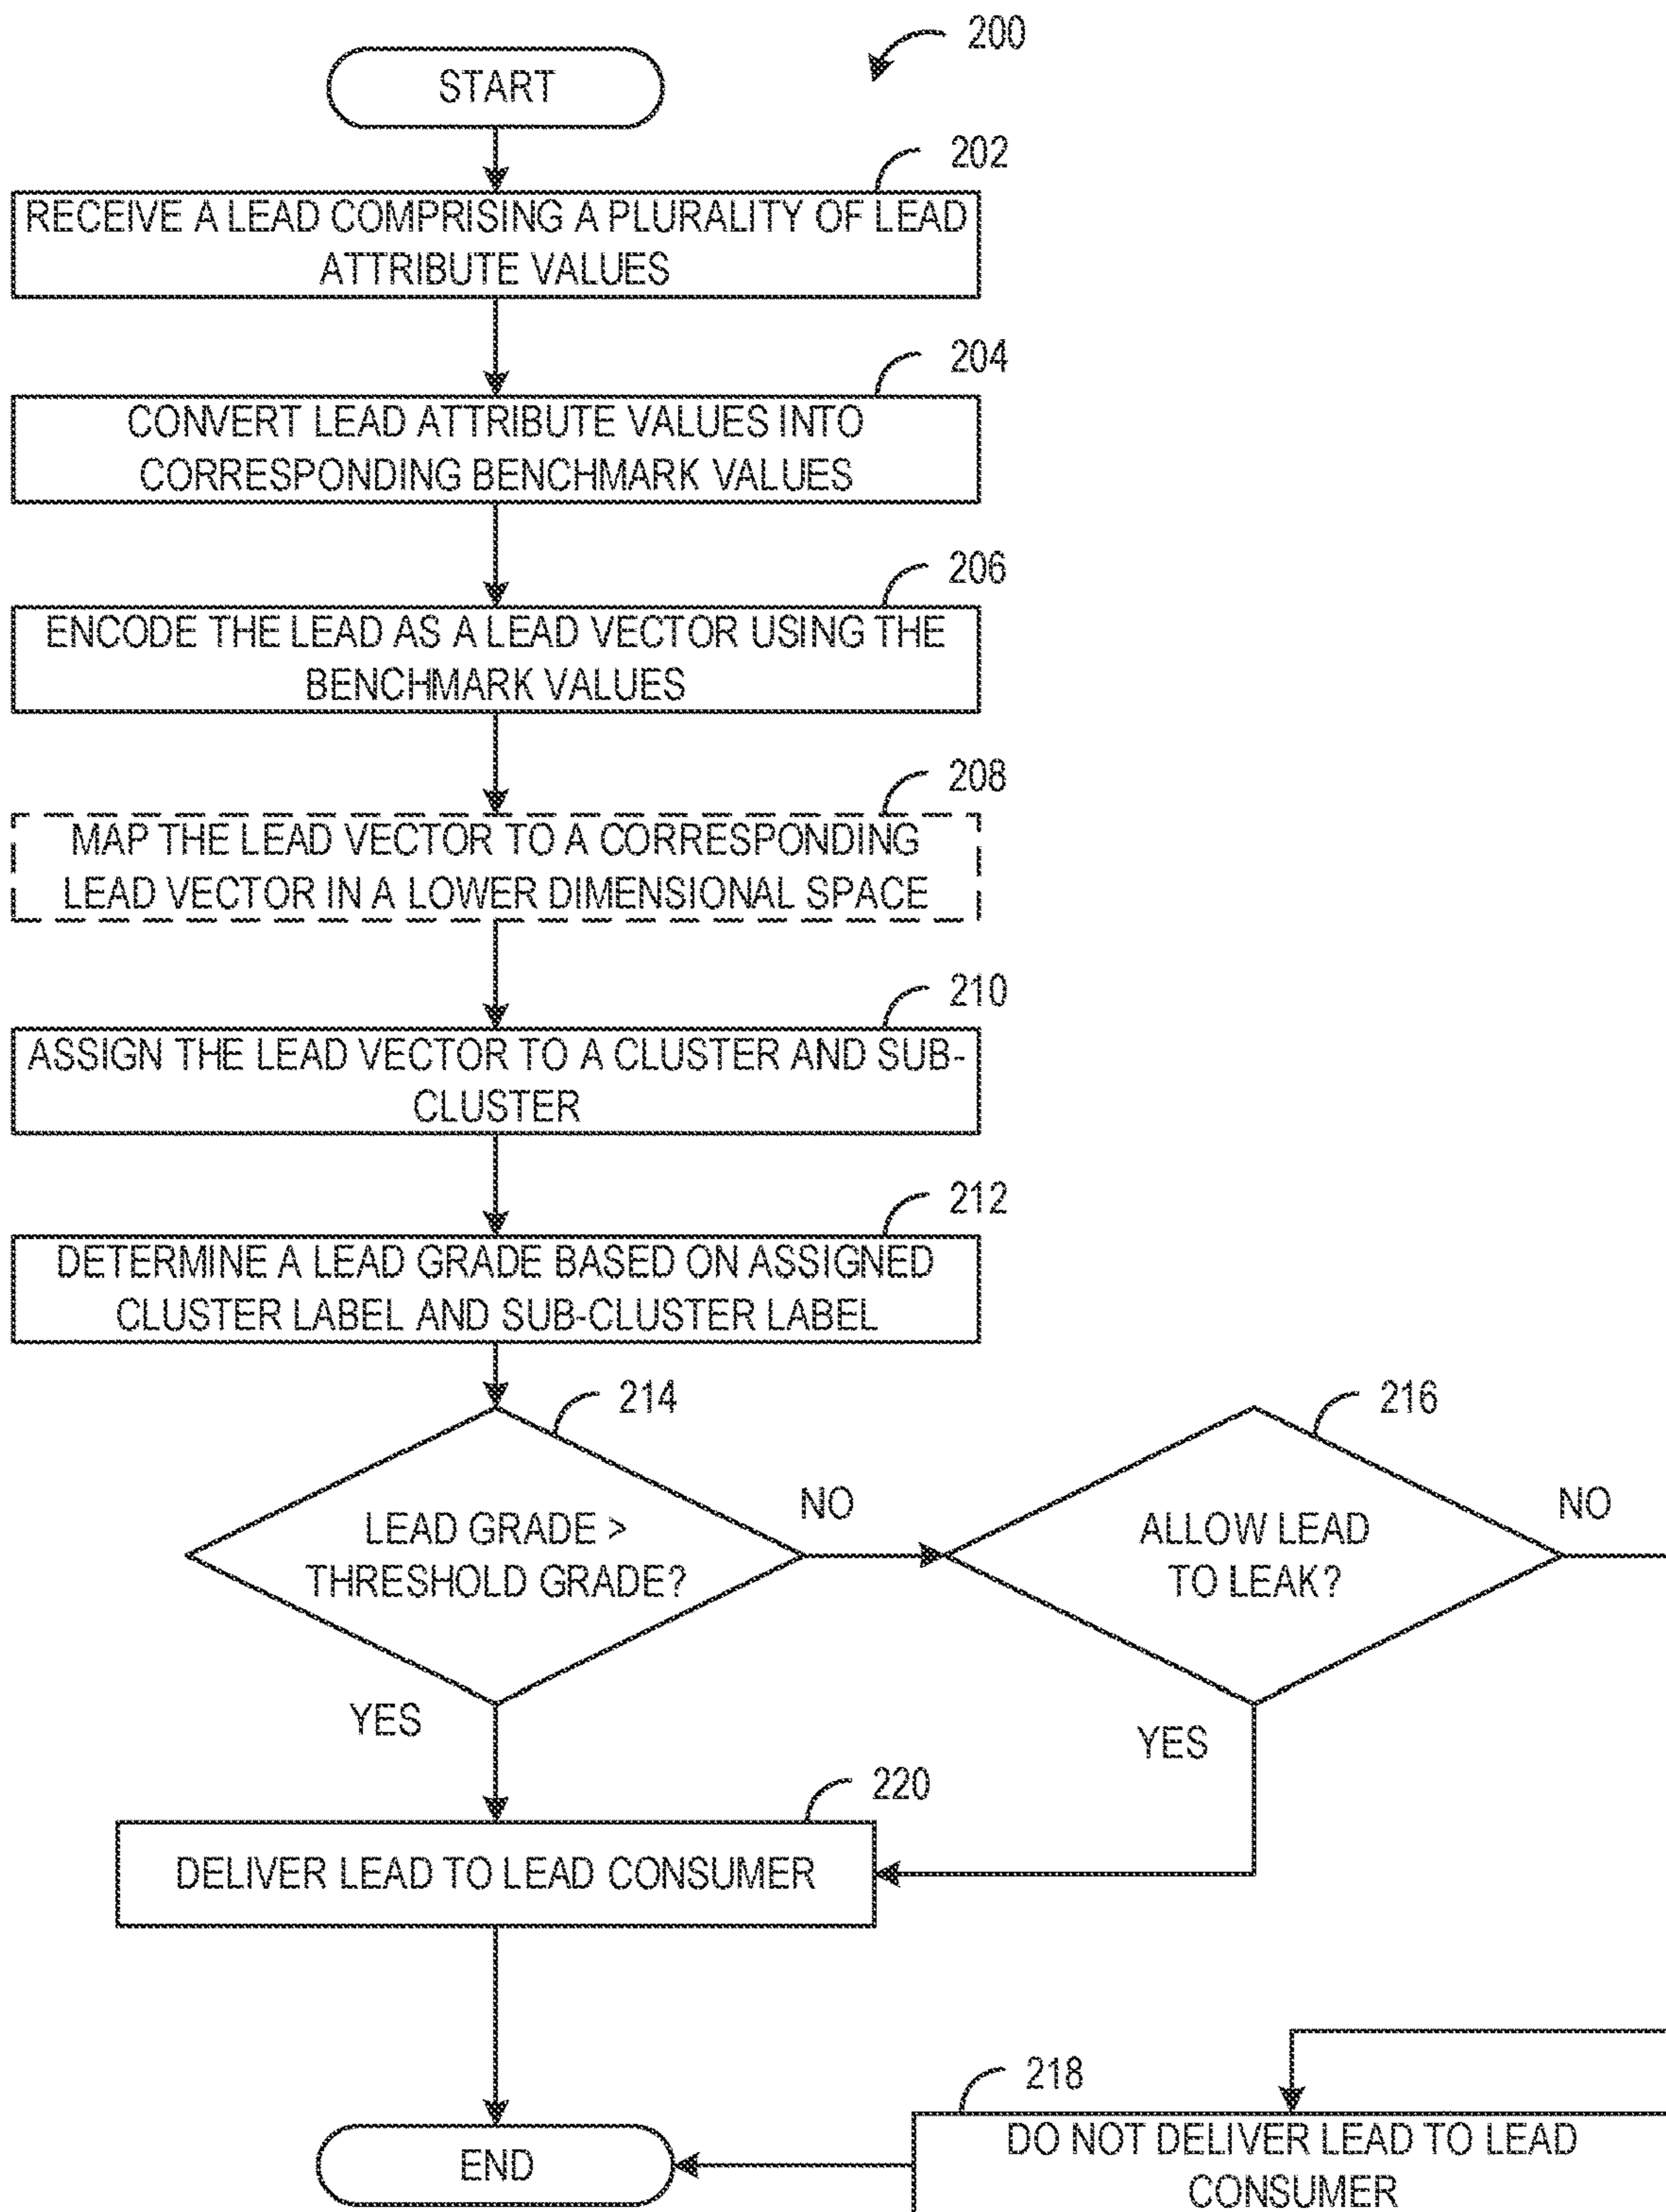 200
START
202
RECEIVE A LEAD COMPRISING A PLURALITY OF LEAD
ATTRIBUTE VALUES
204
CONVERT LEAD ATTRIBUTE VALUES INTO
CORRESPONDING BENCHMARK VALUES
206
ENCODE THE LEAD AS A LEAD VECTOR USING THE
BENCHMARK VALUES
208
MAP THE LEAD VECTOR TO A CORRESPONDING
LEAD VECTOR IN A LOWER DIMENSIONAL SPACE
210
ASSIGN THE LEAD VECTOR TO A CLUSTER AND SUB-
CLUSTER
212
DETERMINE A LEAD GRADE BASED ON ASSIGNED
CLUSTER LABEL AND SUB-CLUSTER LABEL
214
LEAD GRADE >
THRESHOLD GRADE?
NO
216
ALLOW LEAD
TO LEAK?
NO
YES
YES
220
DELIVER LEAD TO LEAD CONSUMER
218
DO NOT DELIVER LEAD TO LEAD
CONSUMER
END